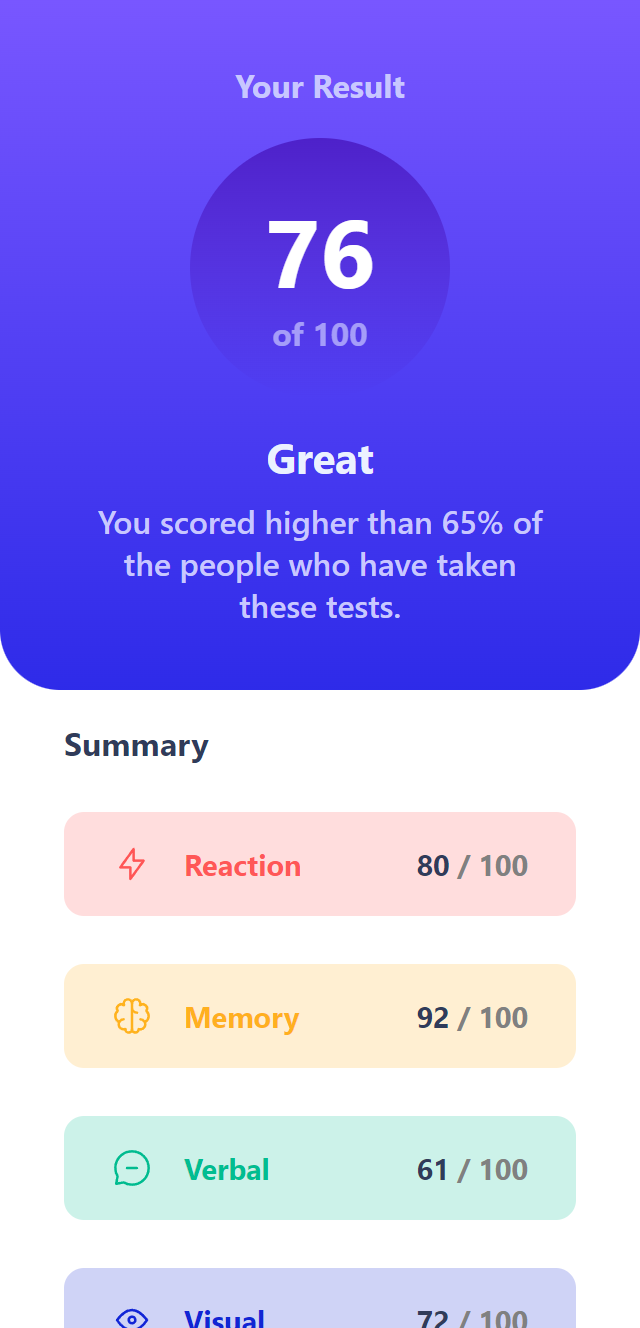 Your Result
76
of 100
Great
You scored higher than 65% of
the people who have taken
these tests.
Summary
Reaction 80 / 100
Memory 92 / 100
Verbal 61 / 100
Visual 72 / 100